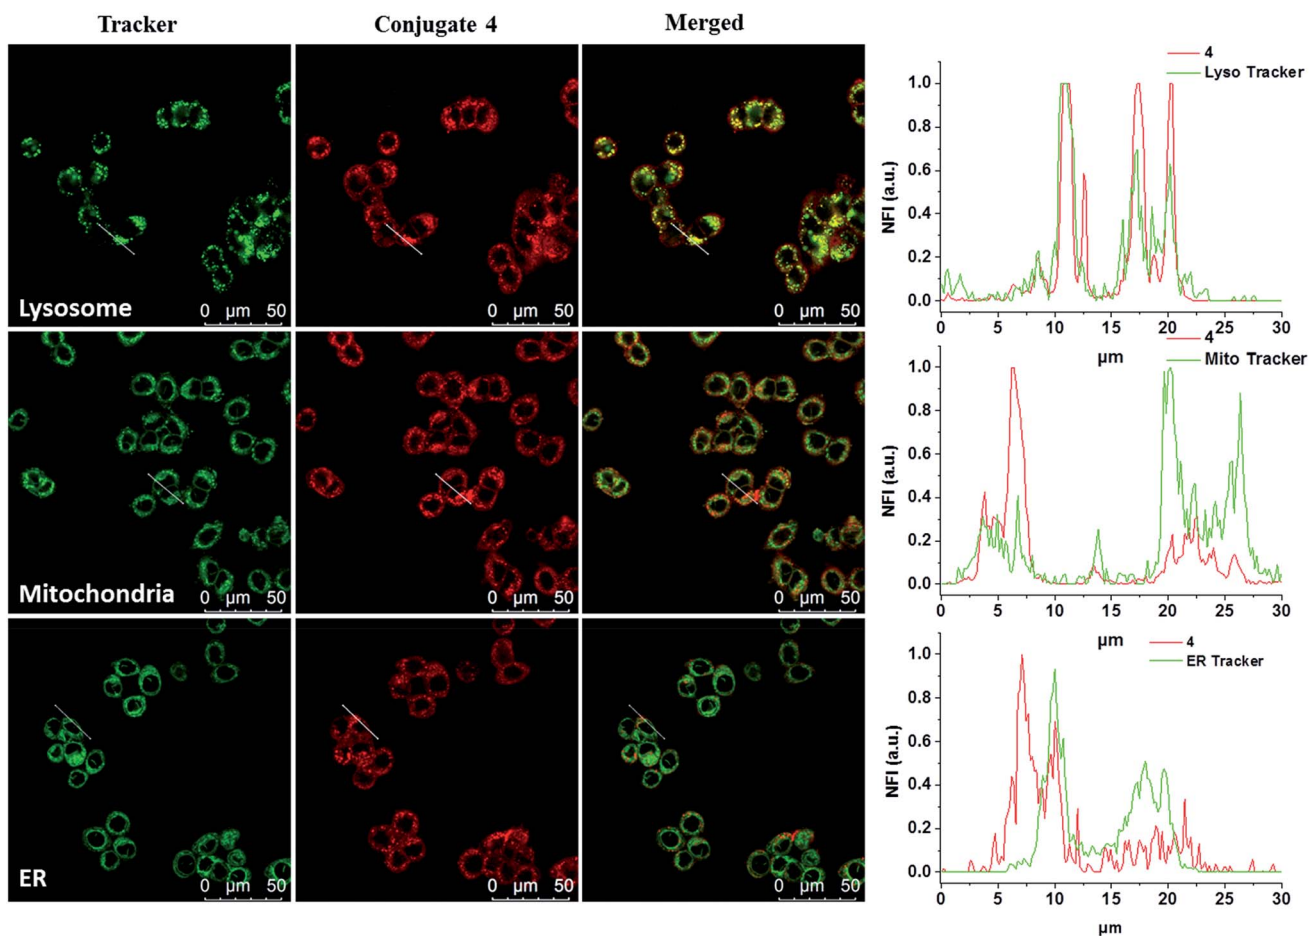 Tracker Conjugate 4 Merged
Lysosome
0 µm 50
0 µm 50
0 µm 50
4
Lyso Tracker
NFI (a.u.)
1.0
0.8
0.6
0.4
0.2
0.0
0 5 10 15 20 25 30
µm
Mitochondria
0 µm 50
0 µm 50
0 µm 50
4
Mito Tracker
NFI (a.u.)
1.0
0.8
0.6
0.4
0.2
0.0
0 5 10 15 20 25 30
µm
ER
0 µm 50
0 µm 50
0 µm 50
4
ER Tracker
NFI (a.u.)
1.0
0.8
0.6
0.4
0.2
0.0
0 5 10 15 20 25 30
µm